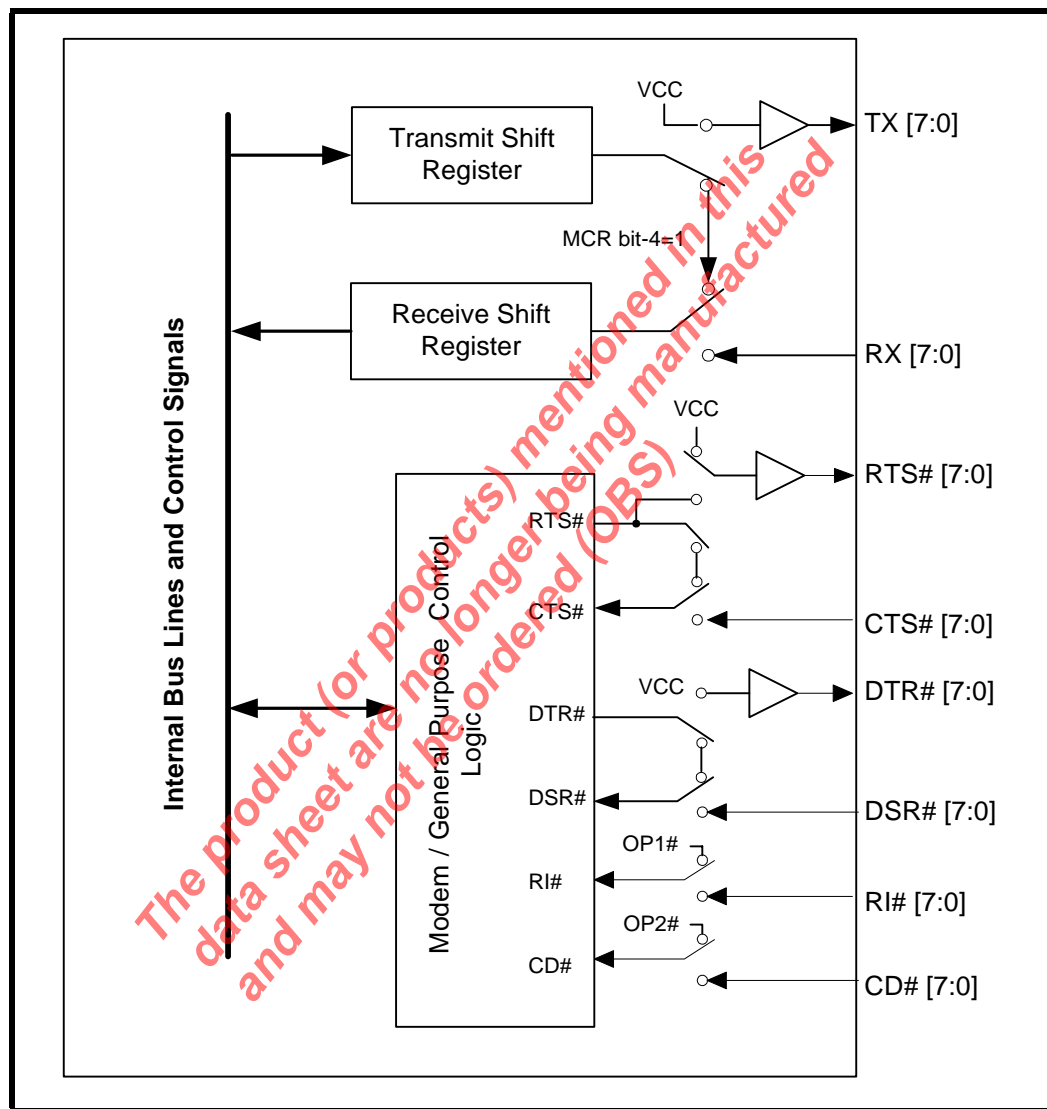 VCC
TX [7:0]
Transmit Shift
Register
MCR bit-4=1
Receive Shift
Register
RX [7:0]
Internal Bus Lines and Control Signals
VCC
RTS# [7:0]
RTS#
CTS#
CTS# [7:0]
Modem / General Purpose Control
Logic
VCC
DTR# [7:0]
DTR#
DSR#
DSR# [7:0]
OP1#
RI#
RI# [7:0]
OP2#
CD#
CD# [7:0]
The product (or products) mentioned in this
data sheet are no longer being manufactured
and may not be ordered (OBS)